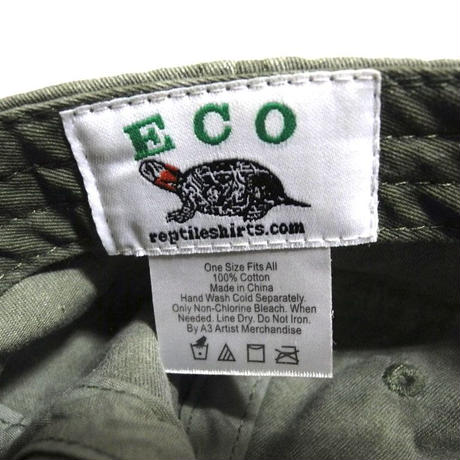 ECO
reptileshirts.com
One Size Fits All
100% Cotton
Made in China
Hand Wash Cold Separately.
Only Non-Chlorine Bleach. When
Needed. Line Dry. Do Not Iron.
By A3 Artist Merchandise